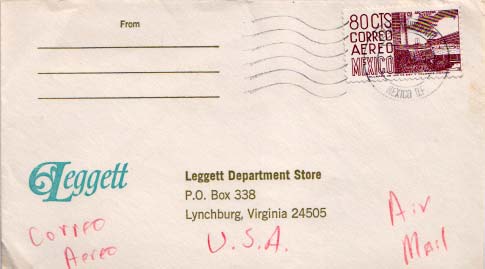 From
80 CTS
CORREO
AEREO
MÉXICO
MEXICO
Leggett
Leggett Department Store
P.O. Box 338
Lynchburg, Virginia 24505
U.S.A.
Correo
Aereo
Air
Mail